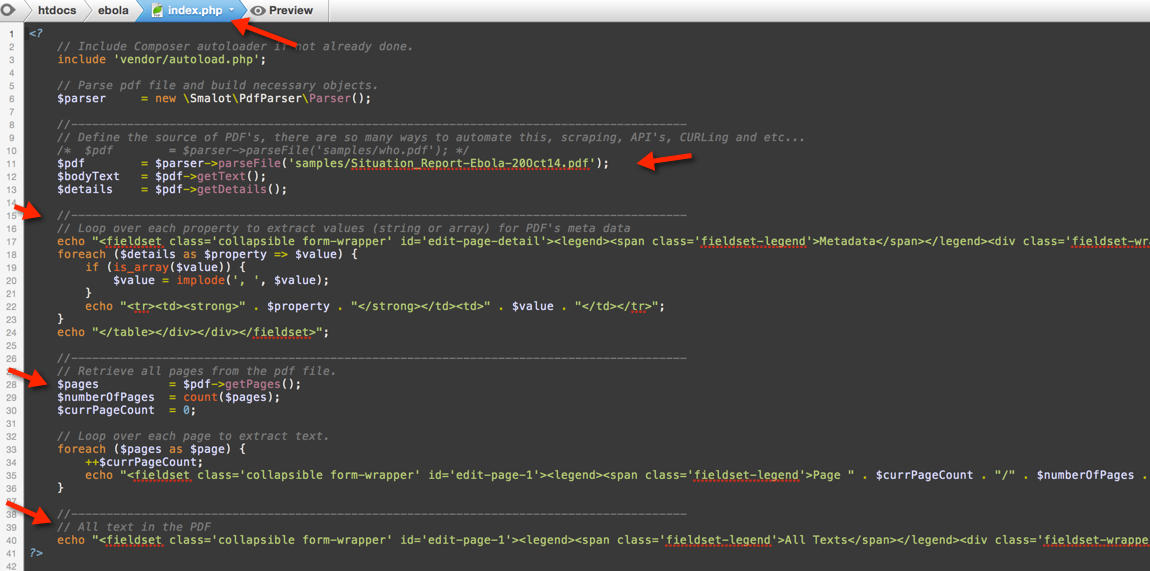 htdocs ebola index.php Preview
1 <?
2 // Include Composer autoloader if not already done.
3 include 'vendor/autoload.php';
4
5 // Parse pdf file and build necessary objects.
6 $parser     = new \Smalot\PdfParser\Parser();
7
8 //----------------------------------------------------------------------------------------
9 // Define the source of PDF's, there are so many ways to automate this, scraping, API's, CURLing and etc...
10 /*  $pdf        = $parser->parseFile('samples/who.pdf'); */
11 $pdf        = $parser->parseFile('samples/Situation_Report-Ebola-20Oct14.pdf');
12 $bodyText   = $pdf->getText();
13 $details    = $pdf->getDetails();
14
15 //----------------------------------------------------------------------------------------
16 // Loop over each property to extract values (string or array) for PDF's meta data
17 echo "<fieldset class='collapsible form-wrapper' id='edit-page-detail'><legend><span class='fieldset-legend'>Metadata</span></legend><div class='fieldset-wra
18 foreach ($details as $property => $value) {
19 if (is_array($value)) {
20 $value = implode(', ', $value);
21 }
22 echo "<tr><td><strong>" . $property . "</strong></td><td>" . $value . "</td></tr>";
23 }
24 echo "</table></div></div></fieldset>";
25
26 //----------------------------------------------------------------------------------------
27 // Retrieve all pages from the pdf file.
28 $pages          = $pdf->getPages();
29 $numberOfPages  = count($pages);
30 $currPageCount  = 0;
31
32 // Loop over each page to extract text.
33 foreach ($pages as $page) {
34 ++$currPageCount;
35 echo "<fieldset class='collapsible form-wrapper' id='edit-page-1'><legend><span class='fieldset-legend'>Page " . $currPageCount . "/" . $numberOfPages .
36 }
37
38 //----------------------------------------------------------------------------------------
39 // All text in the PDF
40 echo "<fieldset class='collapsible form-wrapper' id='edit-page-1'><legend><span class='fieldset-legend'>All Texts</span></legend><div class='fieldset-wrappe
41 ?>
42